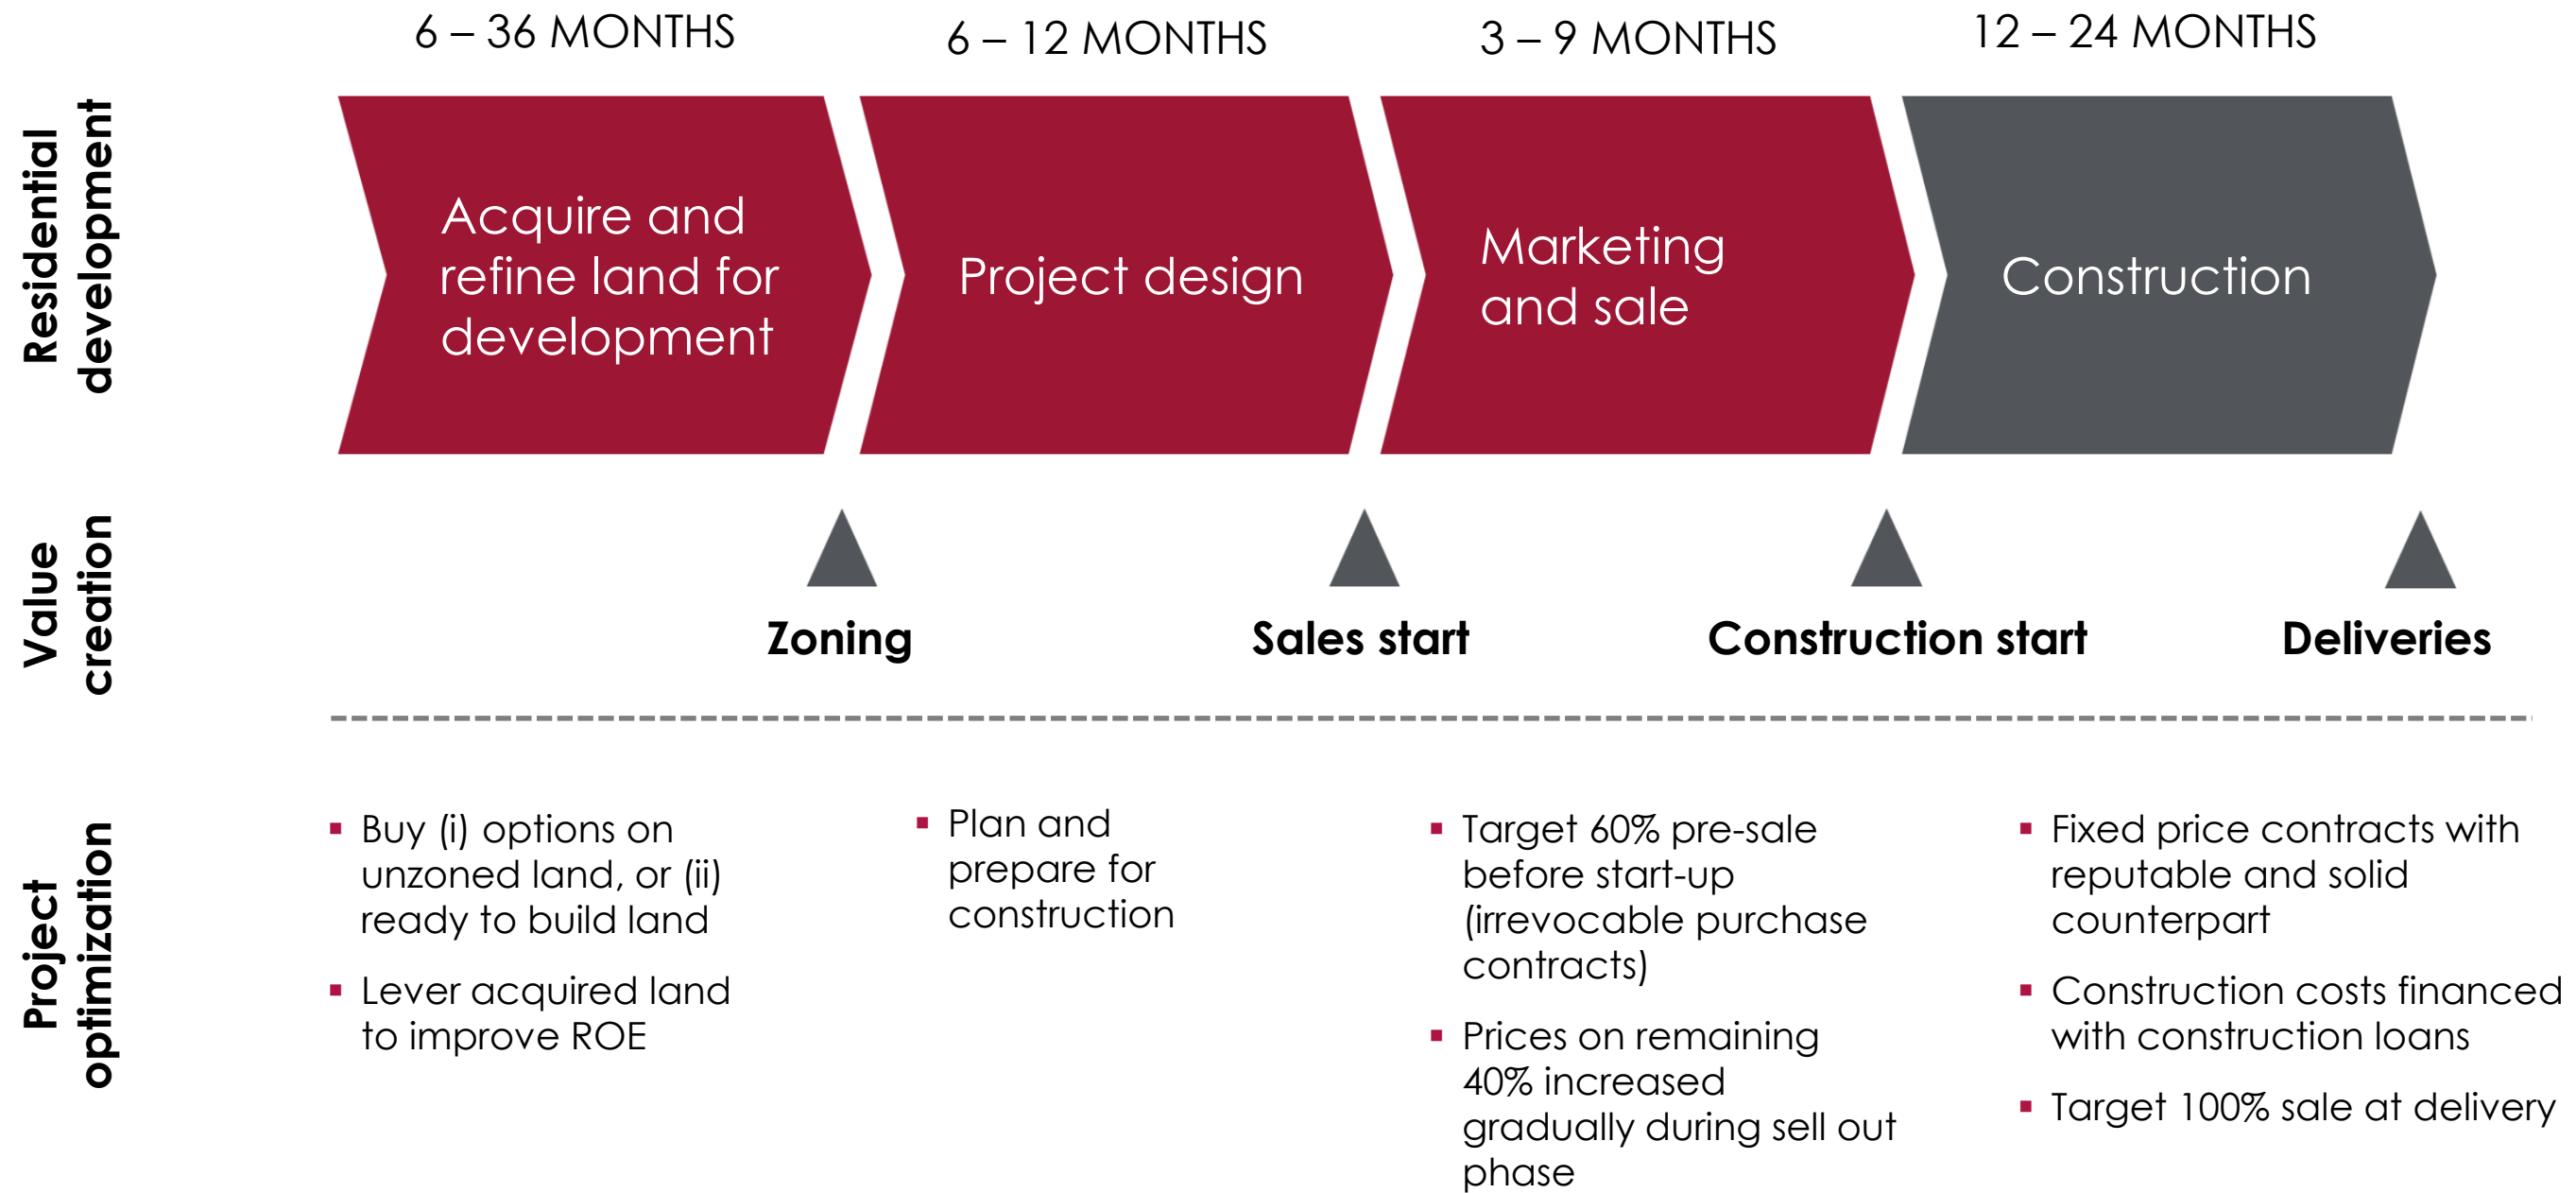 6 – 36 MONTHS
6 – 12 MONTHS
3 – 9 MONTHS
12 – 24 MONTHS
Residential
development
Acquire and
refine land for
development
Project design
Marketing
and sale
Construction
Value
creation
Zoning
Sales start
Construction start
Deliveries
Project
optimization
▪ Buy (i) options on
unzoned land, or (ii)
ready to build land
▪ Lever acquired land
to improve ROE
▪ Plan and
prepare for
construction
▪ Target 60% pre-sale
before start-up
(irrevocable purchase
contracts)
▪ Prices on remaining
40% increased
gradually during sell out
phase
▪ Fixed price contracts with
reputable and solid
counterpart
▪ Construction costs financed
with construction loans
▪ Target 100% sale at delivery